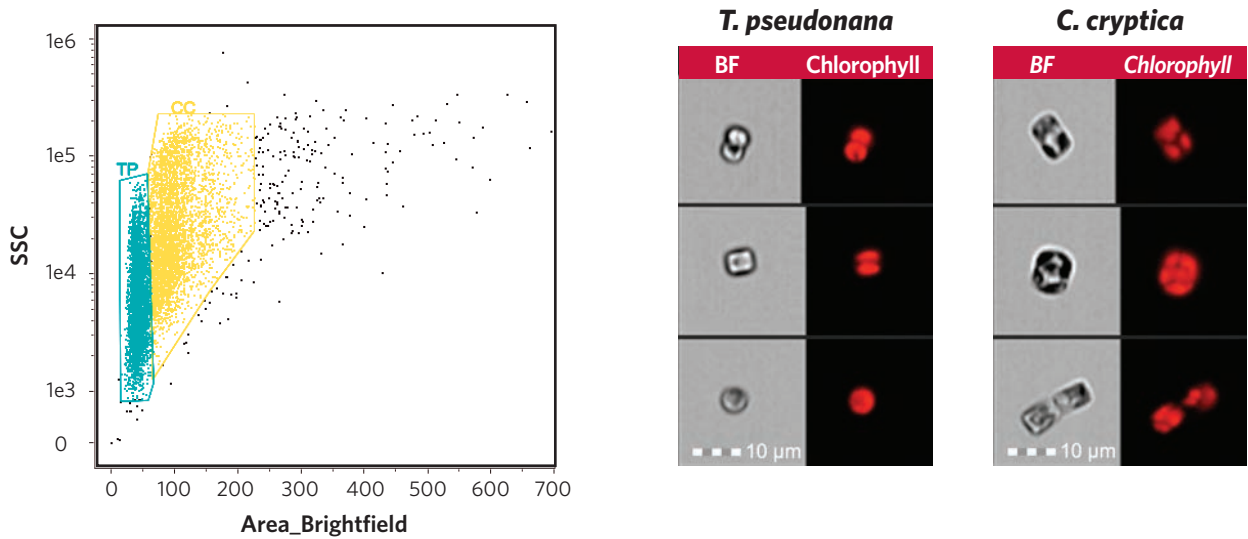 1e6
1e5
1e4
1e3
0
SSC
CC
TP
0 100 200 300 400 500 600 700
Area_Brightfield
T. pseudonana
BF Chlorophyll
10 µm
C. cryptica
BF Chlorophyll
10 µm